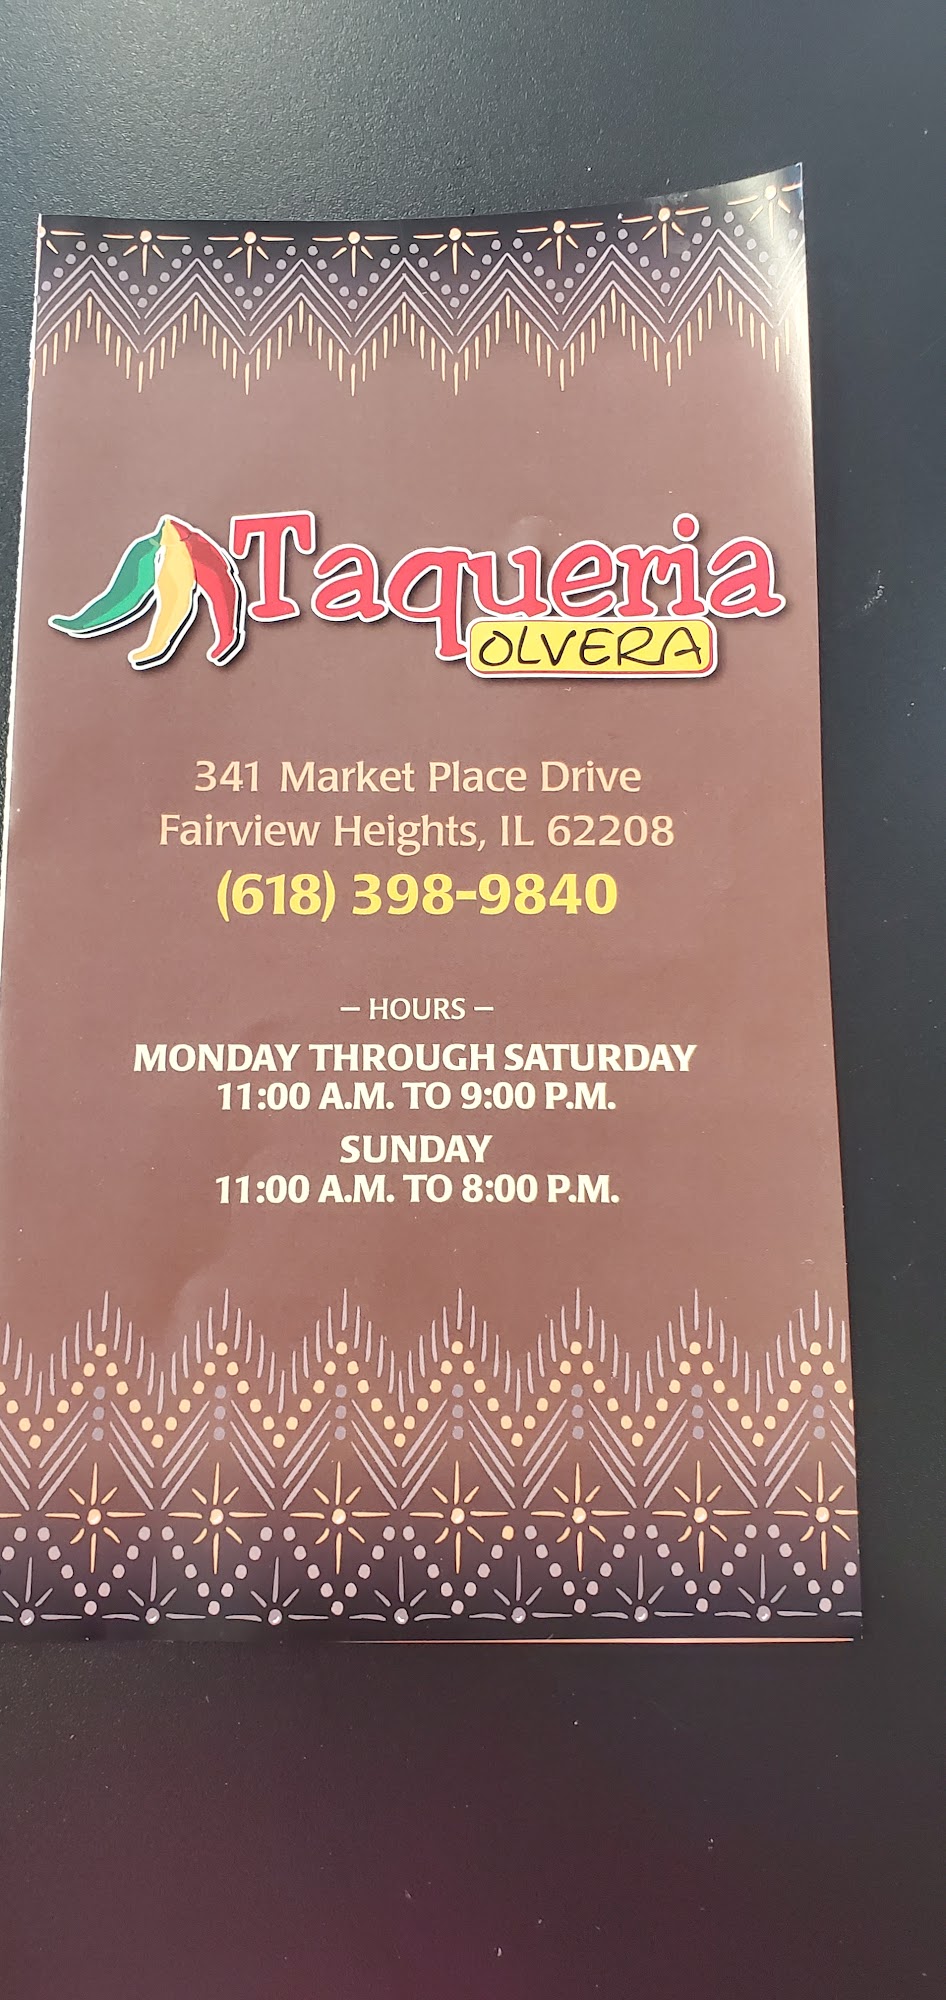 Taqueria
OLVERA
341 Market Place Drive
Fairview Heights, IL 62208
(618) 398-9840
– HOURS –
MONDAY THROUGH SATURDAY
11:00 A.M. TO 9:00 P.M.
SUNDAY
11:00 A.M. TO 8:00 P.M.